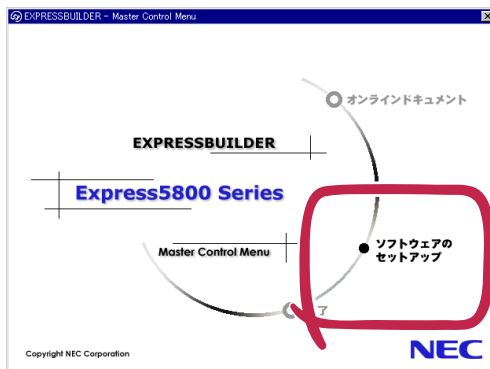 EXPRESSBUILDER - Master Control Menu
オンラインドキュメント
EXPRESSBUILDER
Express5800 Series
ソフトウェアの
セットアップ
Master Control Menu
了
Copyright NEC Corporation
NEC